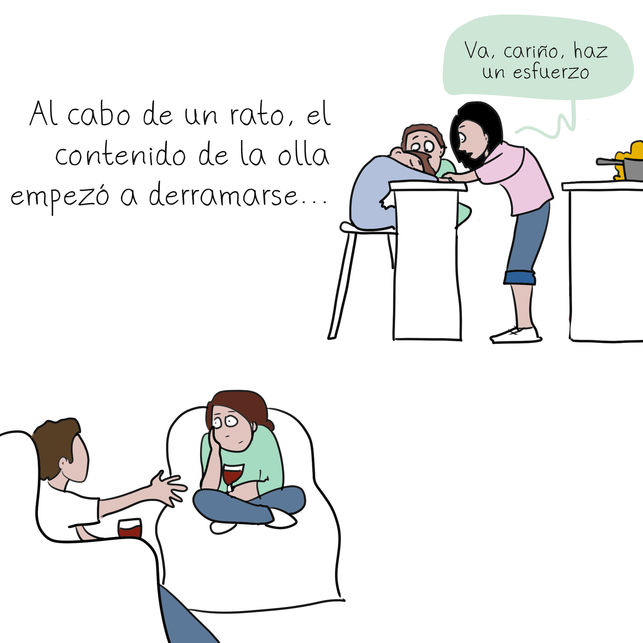 Va, cariño, haz
un esfuerzo
Al cabo de un rato, el
contenido de la olla
empezó a derramarse...